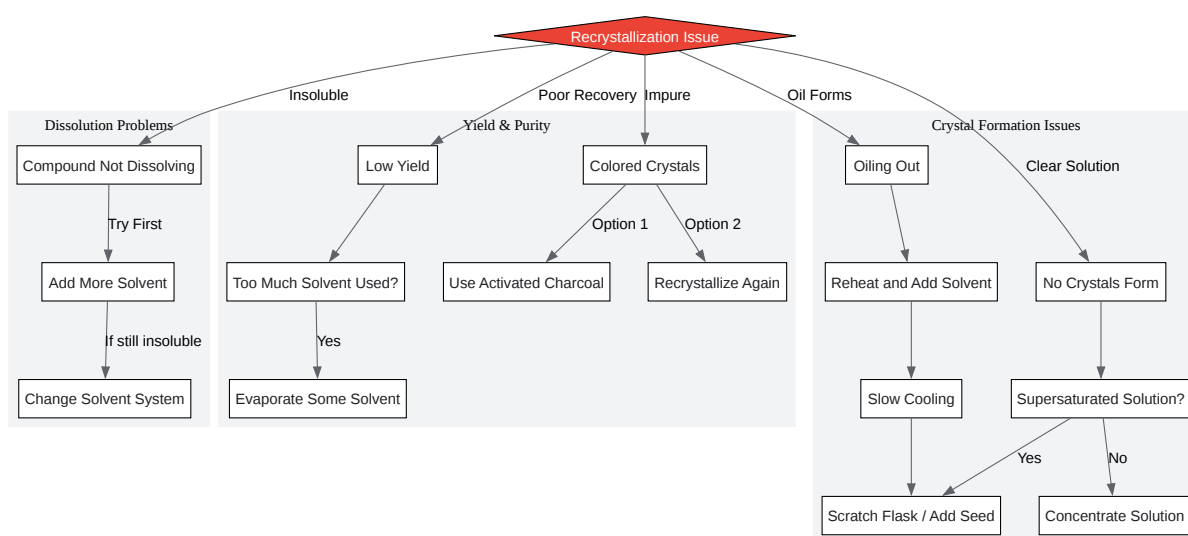 Recrystallization Issue
Insoluble
Poor Recovery
Impure
Oil Forms
Dissolution Problems
Yield & Purity
Crystal Formation Issues
Compound Not Dissolving
Low Yield
Colored Crystals
Oiling Out
Clear Solution
Try First
Option 1
Option 2
Add More Solvent
Too Much Solvent Used?
Use Activated Charcoal
Recrystallize Again
Reheat and Add Solvent
No Crystals Form
If still insoluble
Yes
Change Solvent System
Evaporate Some Solvent
Slow Cooling
Supersaturated Solution?
Yes
No
Scratch Flask / Add Seed
Concentrate Solution